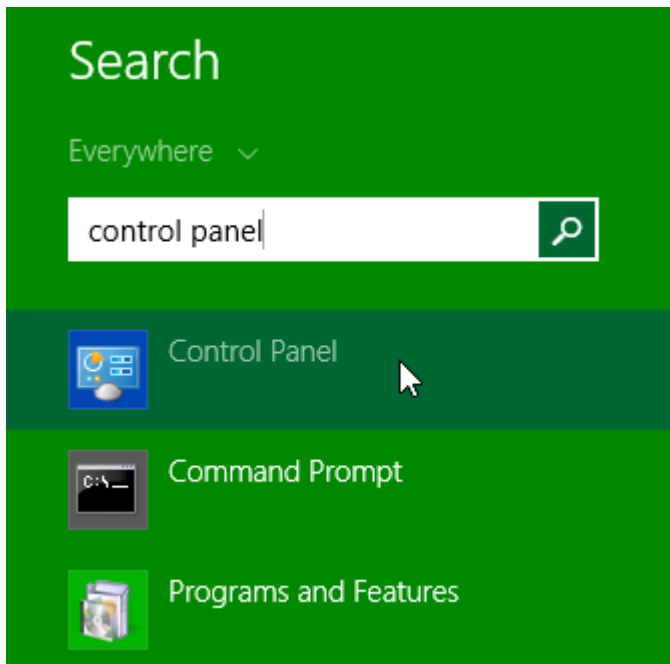 Search
Everywhere
control panel
Control Panel
C:\_
Command Prompt
Programs and Features